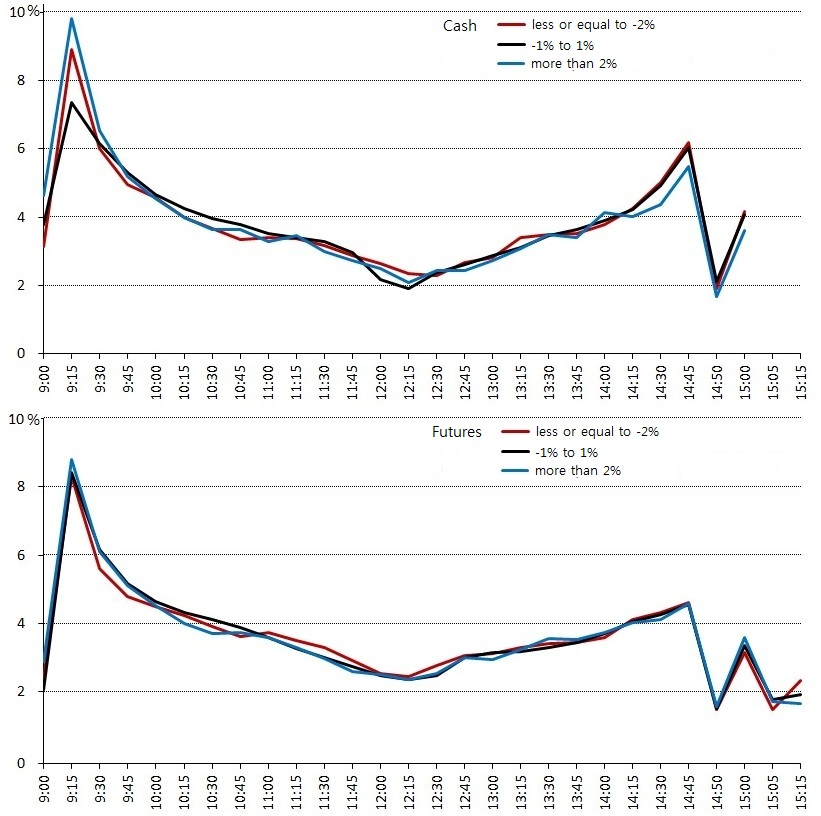 10 %
Cash
less or equal to -2%
-1% to 1%
more than 2%
8
6
4
2
0
9:00 9:15 9:30 9:45 10:00 10:15 10:30 10:45 11:00 11:15 11:30 11:45 12:00 12:15 12:30 12:45 13:00 13:15 13:30 13:45 14:00 14:15 14:30 14:45 14:50 15:00 15:05 15:15
10 %
Futures
less or equal to -2%
-1% to 1%
more than 2%
8
6
4
2
0
9:00 9:15 9:30 9:45 10:00 10:15 10:30 10:45 11:00 11:15 11:30 11:45 12:00 12:15 12:30 12:45 13:00 13:15 13:30 13:45 14:00 14:15 14:30 14:45 14:50 15:00 15:05 15:15